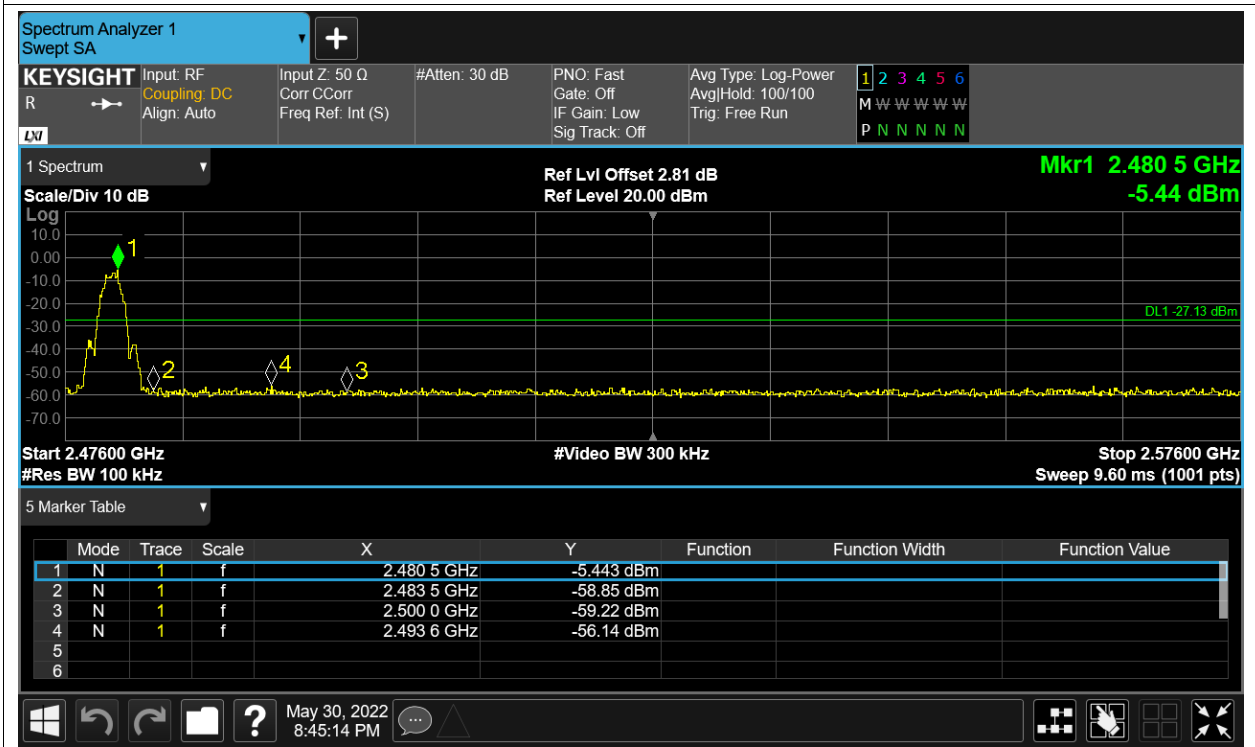 Spectrum Analyzer 1
Swept SA
KEYSIGHT
R
LXI
Input: RF
Coupling: DC
Align: Auto
Input Z: 50 Ω
Corr CCorr
Freq Ref: Int (S)
#Atten: 30 dB
PNO: Fast
Gate: Off
IF Gain: Low
Sig Track: Off
Avg Type: Log-Power
Avg|Hold: 100/100
Trig: Free Run
1 2 3 4 5 6
M W W W W W W
P N N N N N
1 Spectrum
Scale/Div 10 dB
Ref Lvl Offset 2.81 dB
Ref Level 20.00 dBm
Mkr1 2.480 5 GHz
-5.44 dBm
Log
10.0
0.00
-10.0
-20.0
-30.0
-40.0
-50.0
-60.0
-70.0
1
2
4
3
DL1 -27.13 dBm
Start 2.47600 GHz
#Video BW 300 kHz
Stop 2.57600 GHz
#Res BW 100 kHz
Sweep 9.60 ms (1001 pts)
5 Marker Table
Mode Trace Scale X Y Function Function Width Function Value
1 N 1 f 2.480 5 GHz -5.443 dBm
2 N 1 f 2.483 5 GHz -58.85 dBm
3 N 1 f 2.500 0 GHz -59.22 dBm
4 N 1 f 2.493 6 GHz -56.14 dBm
5
6
?
May 30, 2022
8:45:14 PM